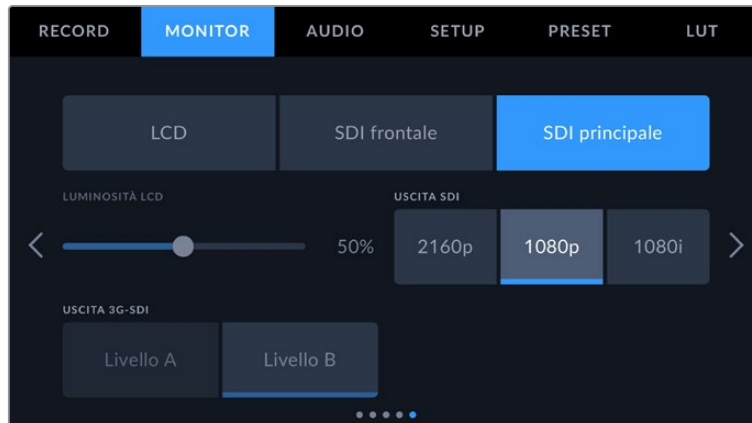 RECORD MONITOR AUDIO SETUP PRESET LUT
LCD SDI frontale SDI principale
LUMINOSITÀ LCD USCITA SDI
50% 2160p 1080p 1080i
USCITA 3G-SDI
Livello A Livello B